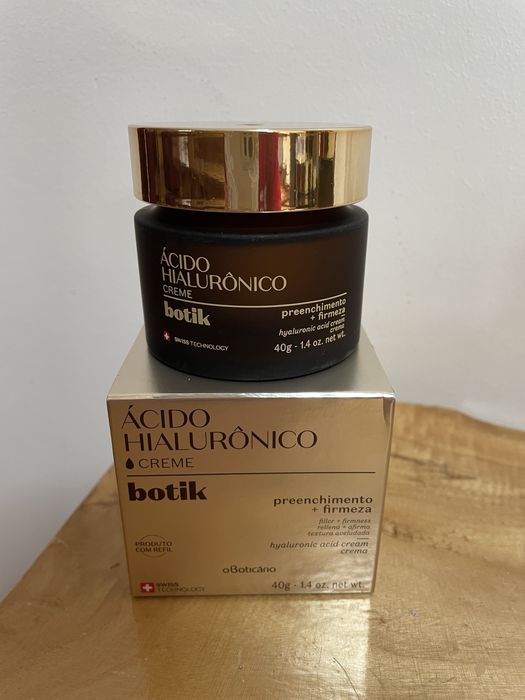 ÁCIDO
HIALURÔNICO
CREME
botik
preenchimento
+ firmeza
hyaluronic acid cream
crema
SWISS TECHNOLOGY
40g - 1.4 oz. net wt.
ÁCIDO
HIALURÔNICO
CREME
botik
preenchimento
+ firmeza
filler + firmness
rellena + afirma
textura aveludada
PRODUTO
COM REFIL
hyaluronic acid cream
crema
oBoticário
SWISS
TECHNOLOGY
40g - 1.4 oz. net wt.